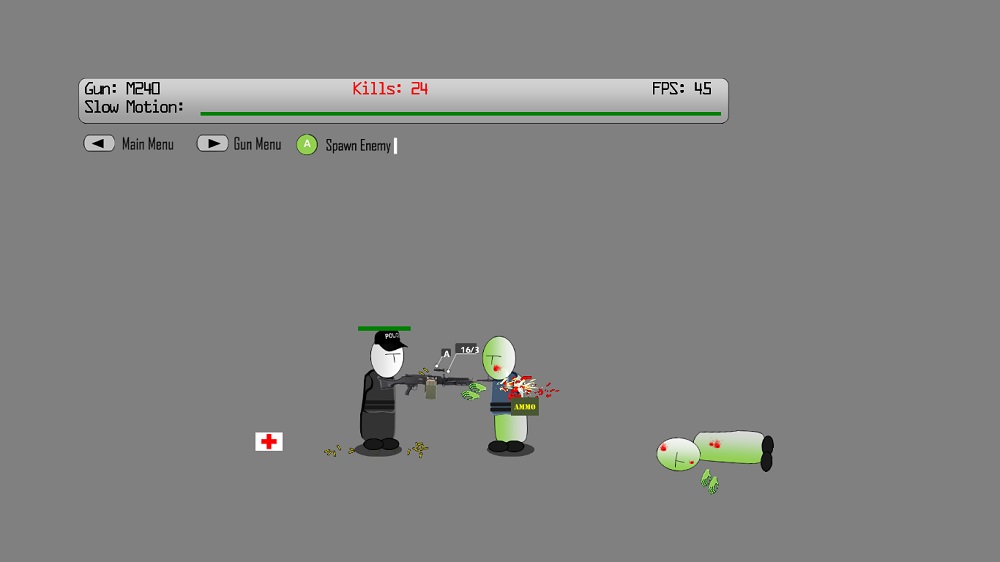 Gun: M240 Kills: 24 FPS: 45
Slow Motion:
Main Menu Gun Menu A Spawn Enemy
A 16/3
AMMO